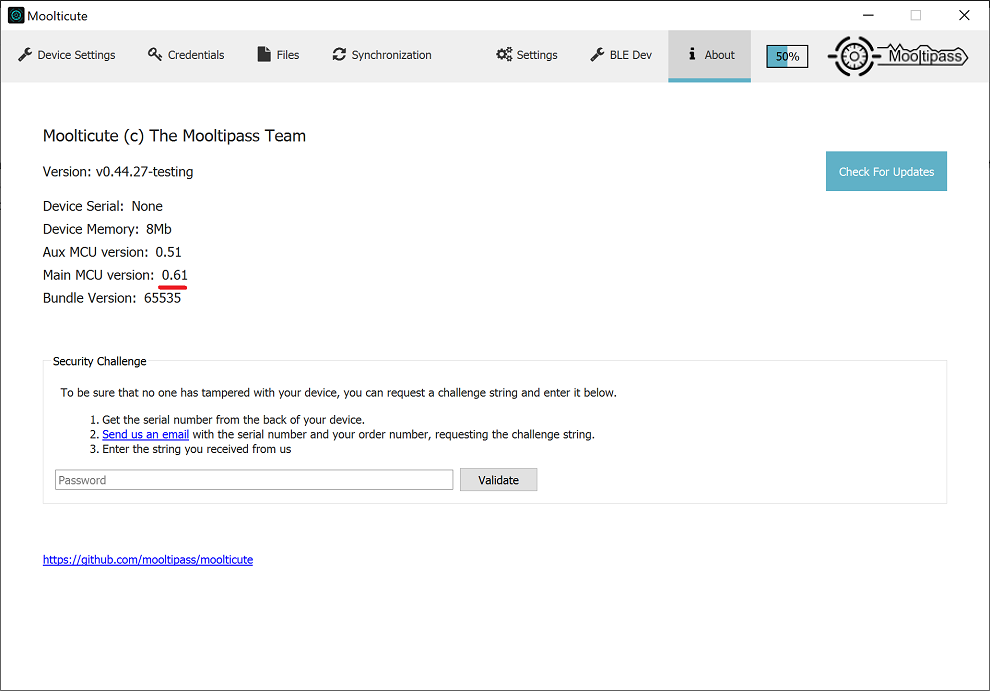 Moolticute
Device Settings Credentials Files Synchronization Settings BLE Dev About 50% Mooltipass
Moolticute (c) The Mooltipass Team
Version: v0.44.27-testing
Check For Updates
Device Serial: None
Device Memory: 8Mb
Aux MCU version: 0.51
Main MCU version: 0.61
Bundle Version: 65535
Security Challenge
To be sure that no one has tampered with your device, you can request a challenge string and enter it below.
1. Get the serial number from the back of your device.
2. Send us an email with the serial number and your order number, requesting the challenge string.
3. Enter the string you received from us
Password Validate
https://github.com/mooltipass/moolticute